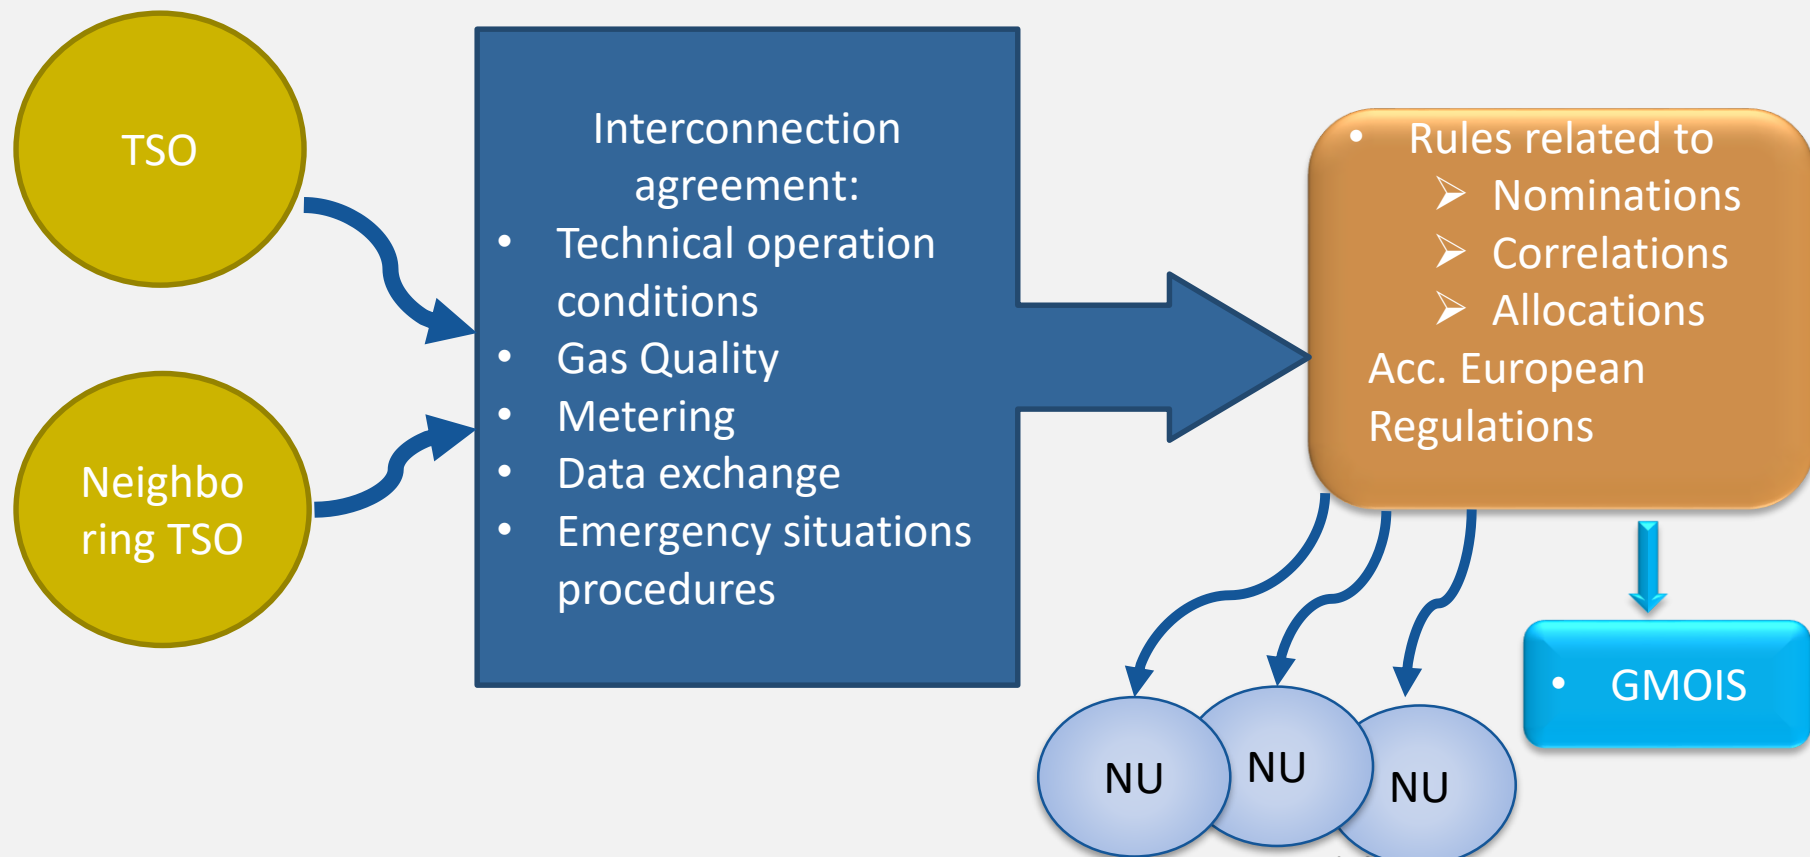 TSO
Neighbo
ring TSO
Interconnection
agreement:
• Technical operation
conditions
• Gas Quality
• Metering
• Data exchange
• Emergency situations
procedures
• Rules related to
➢ Nominations
➢ Correlations
➢ Allocations
Acc. European
Regulations
• GMOIS
NU
NU
NU